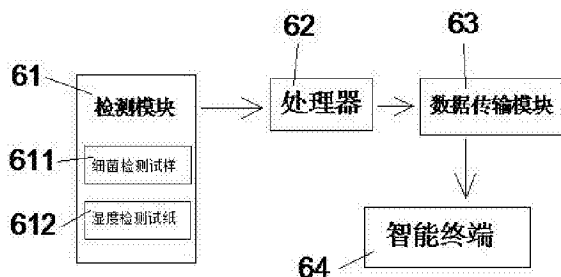 62
63
61
检测模块
处理器
数据传输模块
611
细菌检测试样
612
湿度检测试纸
智能终端
64